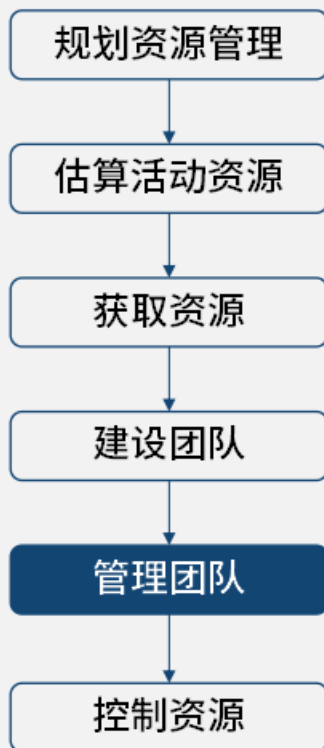 规划资源管理
估算活动资源
获取资源
建设团队
管理团队
控制资源